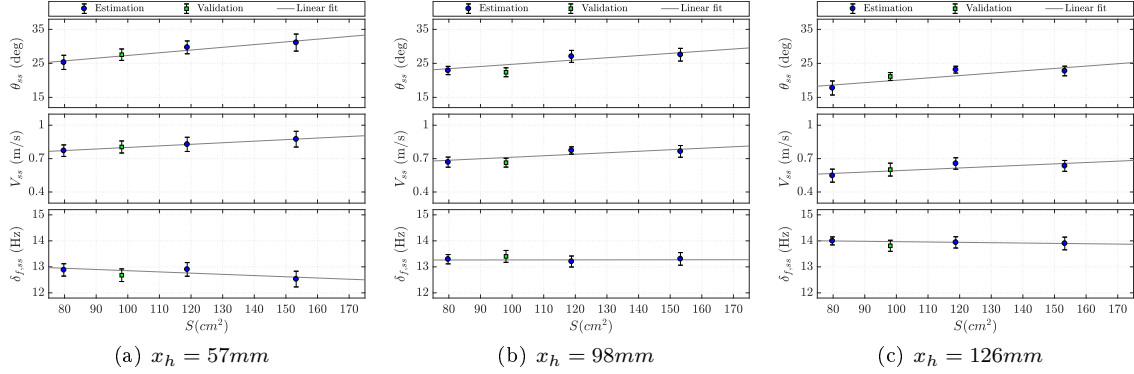 Estimation Validation Linear fit
35
25
15
θss (deg)
1
0.7
0.4
Vss (m/s)
15
14
13
12
δf,ss (Hz)
80 90 100 110 120 130 140 150 160 170
S(cm²)
(a) xh = 57mm
Estimation Validation Linear fit
35
25
15
θss (deg)
1
0.7
0.4
Vss (m/s)
15
14
13
12
δf,ss (Hz)
80 90 100 110 120 130 140 150 160 170
S(cm²)
(b) xh = 98mm
Estimation Validation Linear fit
35
25
15
θss (deg)
1
0.7
0.4
Vss (m/s)
15
14
13
12
δf,ss (Hz)
80 90 100 110 120 130 140 150 160 170
S(cm²)
(c) xh = 126mm